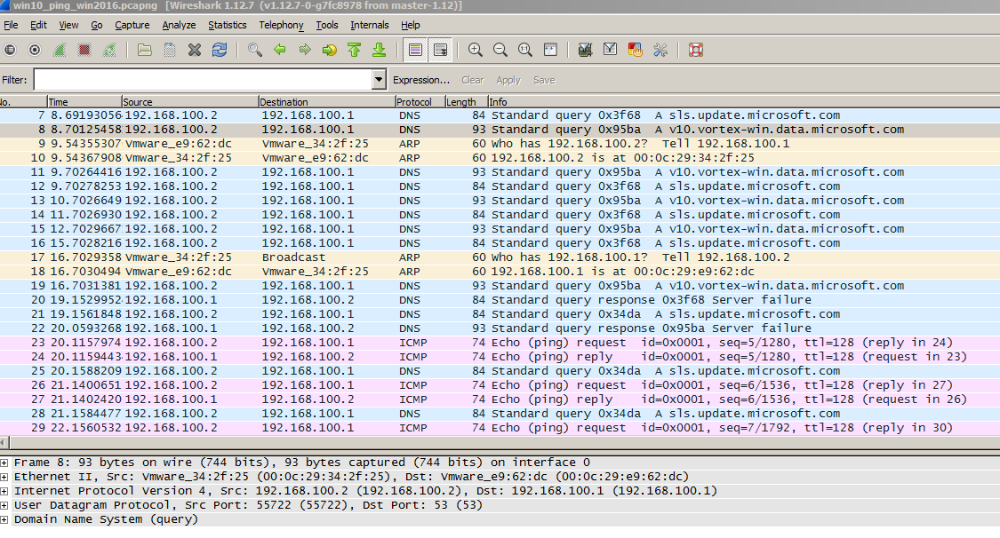 win10_ping_win2016.pcapng [Wireshark 1.12.7 (v1.12.7-0-g7fc8978 from master-1.12)]
File Edit View Go Capture Analyze Statistics Telephony Tools Internals Help
Filter: Expression... Clear Apply Save
No. Time Source Destination Protocol Length Info
7 8.69193056 192.168.100.2 192.168.100.1 DNS 84 Standard query 0x3f68 A sls.update.microsoft.com
8 8.70125458 192.168.100.2 192.168.100.1 DNS 93 Standard query 0x95ba A v10.vortex-win.data.microsoft.com
9 9.54355307 Vmware_e9:62:dc Vmware_34:2f:25 ARP 60 Who has 192.168.100.2? Tell 192.168.100.1
10 9.54367908 Vmware_34:2f:25 Vmware_e9:62:dc ARP 60 192.168.100.2 is at 00:0c:29:34:2f:25
11 9.70264416 192.168.100.2 192.168.100.1 DNS 93 Standard query 0x95ba A v10.vortex-win.data.microsoft.com
12 9.70278253 192.168.100.2 192.168.100.1 DNS 84 Standard query 0x3f68 A sls.update.microsoft.com
13 10.7026649 192.168.100.2 192.168.100.1 DNS 93 Standard query 0x95ba A v10.vortex-win.data.microsoft.com
14 11.7026930 192.168.100.2 192.168.100.1 DNS 84 Standard query 0x3f68 A sls.update.microsoft.com
15 12.7029667 192.168.100.2 192.168.100.1 DNS 93 Standard query 0x95ba A v10.vortex-win.data.microsoft.com
16 15.7028216 192.168.100.2 192.168.100.1 DNS 84 Standard query 0x3f68 A sls.update.microsoft.com
17 16.7029358 Vmware_34:2f:25 Broadcast ARP 60 Who has 192.168.100.1? Tell 192.168.100.2
18 16.7030494 Vmware_e9:62:dc Vmware_34:2f:25 ARP 60 192.168.100.1 is at 00:0c:29:e9:62:dc
19 16.7031381 192.168.100.2 192.168.100.1 DNS 93 Standard query 0x95ba A v10.vortex-win.data.microsoft.com
20 19.1529952 192.168.100.1 192.168.100.2 DNS 84 Standard query response 0x3f68 Server failure
21 19.1561848 192.168.100.2 192.168.100.1 DNS 84 Standard query 0x34da A sls.update.microsoft.com
22 20.0593268 192.168.100.1 192.168.100.2 DNS 93 Standard query response 0x95ba Server failure
23 20.1157974 192.168.100.2 192.168.100.1 ICMP 74 Echo (ping) request id=0x0001, seq=5/1280, ttl=128 (reply in 24)
24 20.1159443 192.168.100.1 192.168.100.2 ICMP 74 Echo (ping) reply id=0x0001, seq=5/1280, ttl=128 (request in 23)
25 20.1588209 192.168.100.2 192.168.100.1 DNS 84 Standard query 0x34da A sls.update.microsoft.com
26 21.1400651 192.168.100.2 192.168.100.1 ICMP 74 Echo (ping) request id=0x0001, seq=6/1536, ttl=128 (reply in 27)
27 21.1402420 192.168.100.1 192.168.100.2 ICMP 74 Echo (ping) reply id=0x0001, seq=6/1536, ttl=128 (request in 26)
28 21.1584477 192.168.100.2 192.168.100.1 DNS 84 Standard query 0x34da A sls.update.microsoft.com
29 22.1560532 192.168.100.2 192.168.100.1 ICMP 74 Echo (ping) request id=0x0001, seq=7/1792, ttl=128 (reply in 30)
Frame 8: 93 bytes on wire (744 bits), 93 bytes captured (744 bits) on interface 0
Ethernet II, Src: Vmware_34:2f:25 (00:0c:29:34:2f:25), Dst: Vmware_e9:62:dc (00:0c:29:e9:62:dc)
Internet Protocol Version 4, Src: 192.168.100.2 (192.168.100.2), Dst: 192.168.100.1 (192.168.100.1)
User Datagram Protocol, Src Port: 55722 (55722), Dst Port: 53 (53)
Domain Name System (query)